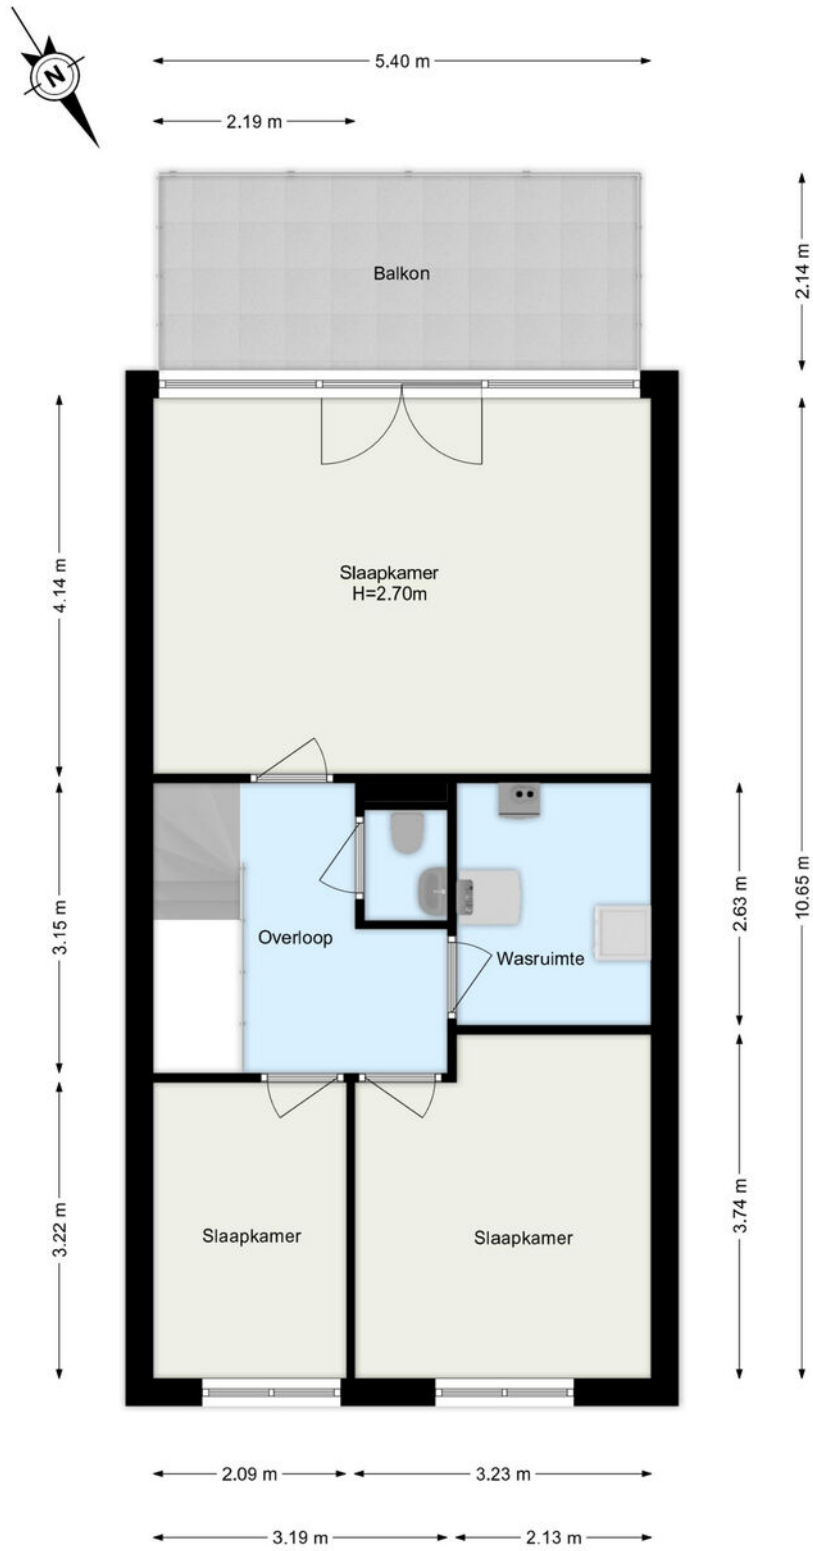 N
5.40 m
2.19 m
Balkon
2.14 m
4.14 m
Slaapkamer
H=2.70m
3.15 m
Overloop
Wasruimte
2.63 m
10.65 m
3.22 m
Slaapkamer
Slaapkamer
3.74 m
2.09 m
3.23 m
3.19 m
2.13 m